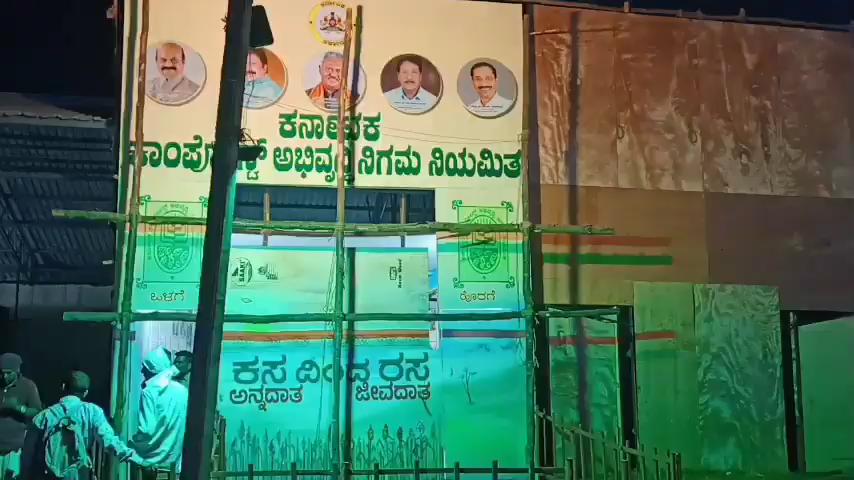 ಕರ್ನಾಟಕ
ಕಾಂಪೋಸ್ಟ್ ಅಭಿವೃದ್ಧಿ ನಿಗಮ ನಿಯಮಿತ
ಒಳಗೆ
ಹೊರಗೆ
ಕಸ ವಿಂದ ರಸ
ಅನ್ನದಾತ ಜೀವದಾತ